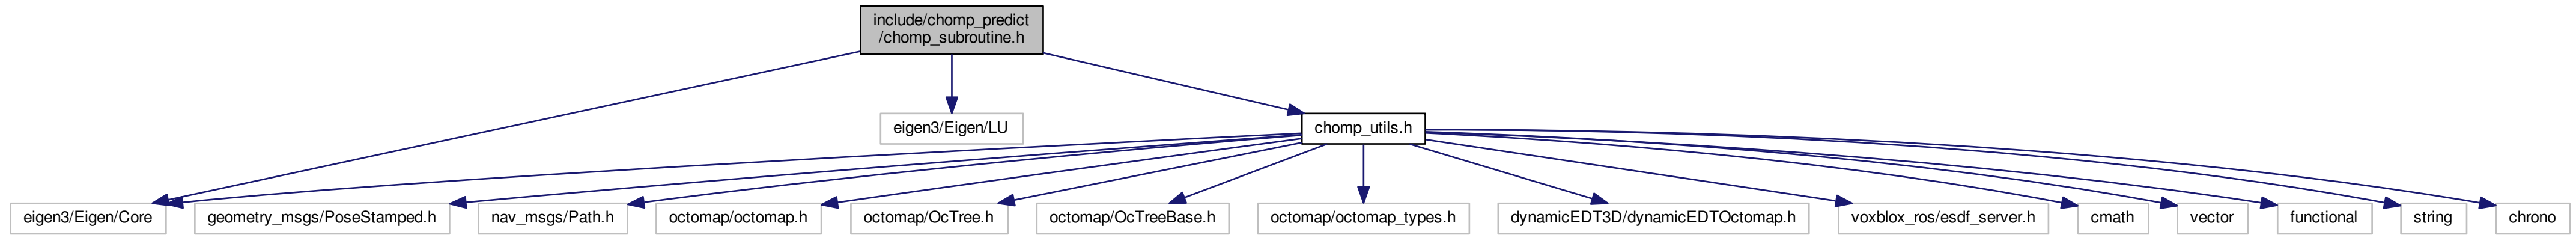 include/chomp_predict
/chomp_subroutine.h
eigen3/Eigen/LU
chomp_utils.h
eigen3/Eigen/Core
geometry_msgs/PoseStamped.h
nav_msgs/Path.h
octomap/octomap.h
octomap/OcTree.h
octomap/OcTreeBase.h
octomap/octomap_types.h
dynamicEDT3D/dynamicEDTOctomap.h
voxblox_ros/esdf_server.h
cmath
vector
functional
string
chrono